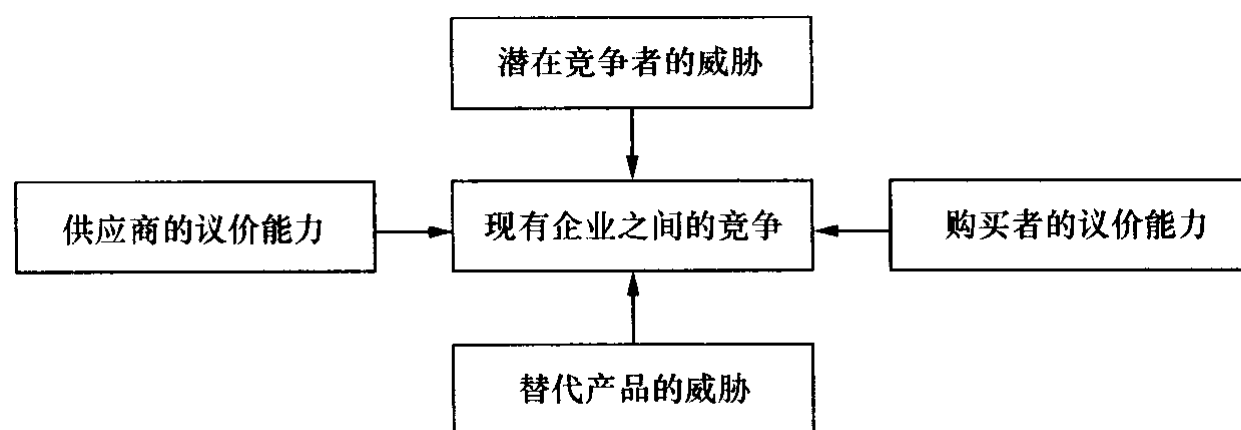 潜在竞争者的威胁
供应商的议价能力
现有企业之间的竞争
购买者的议价能力
替代产品的威胁